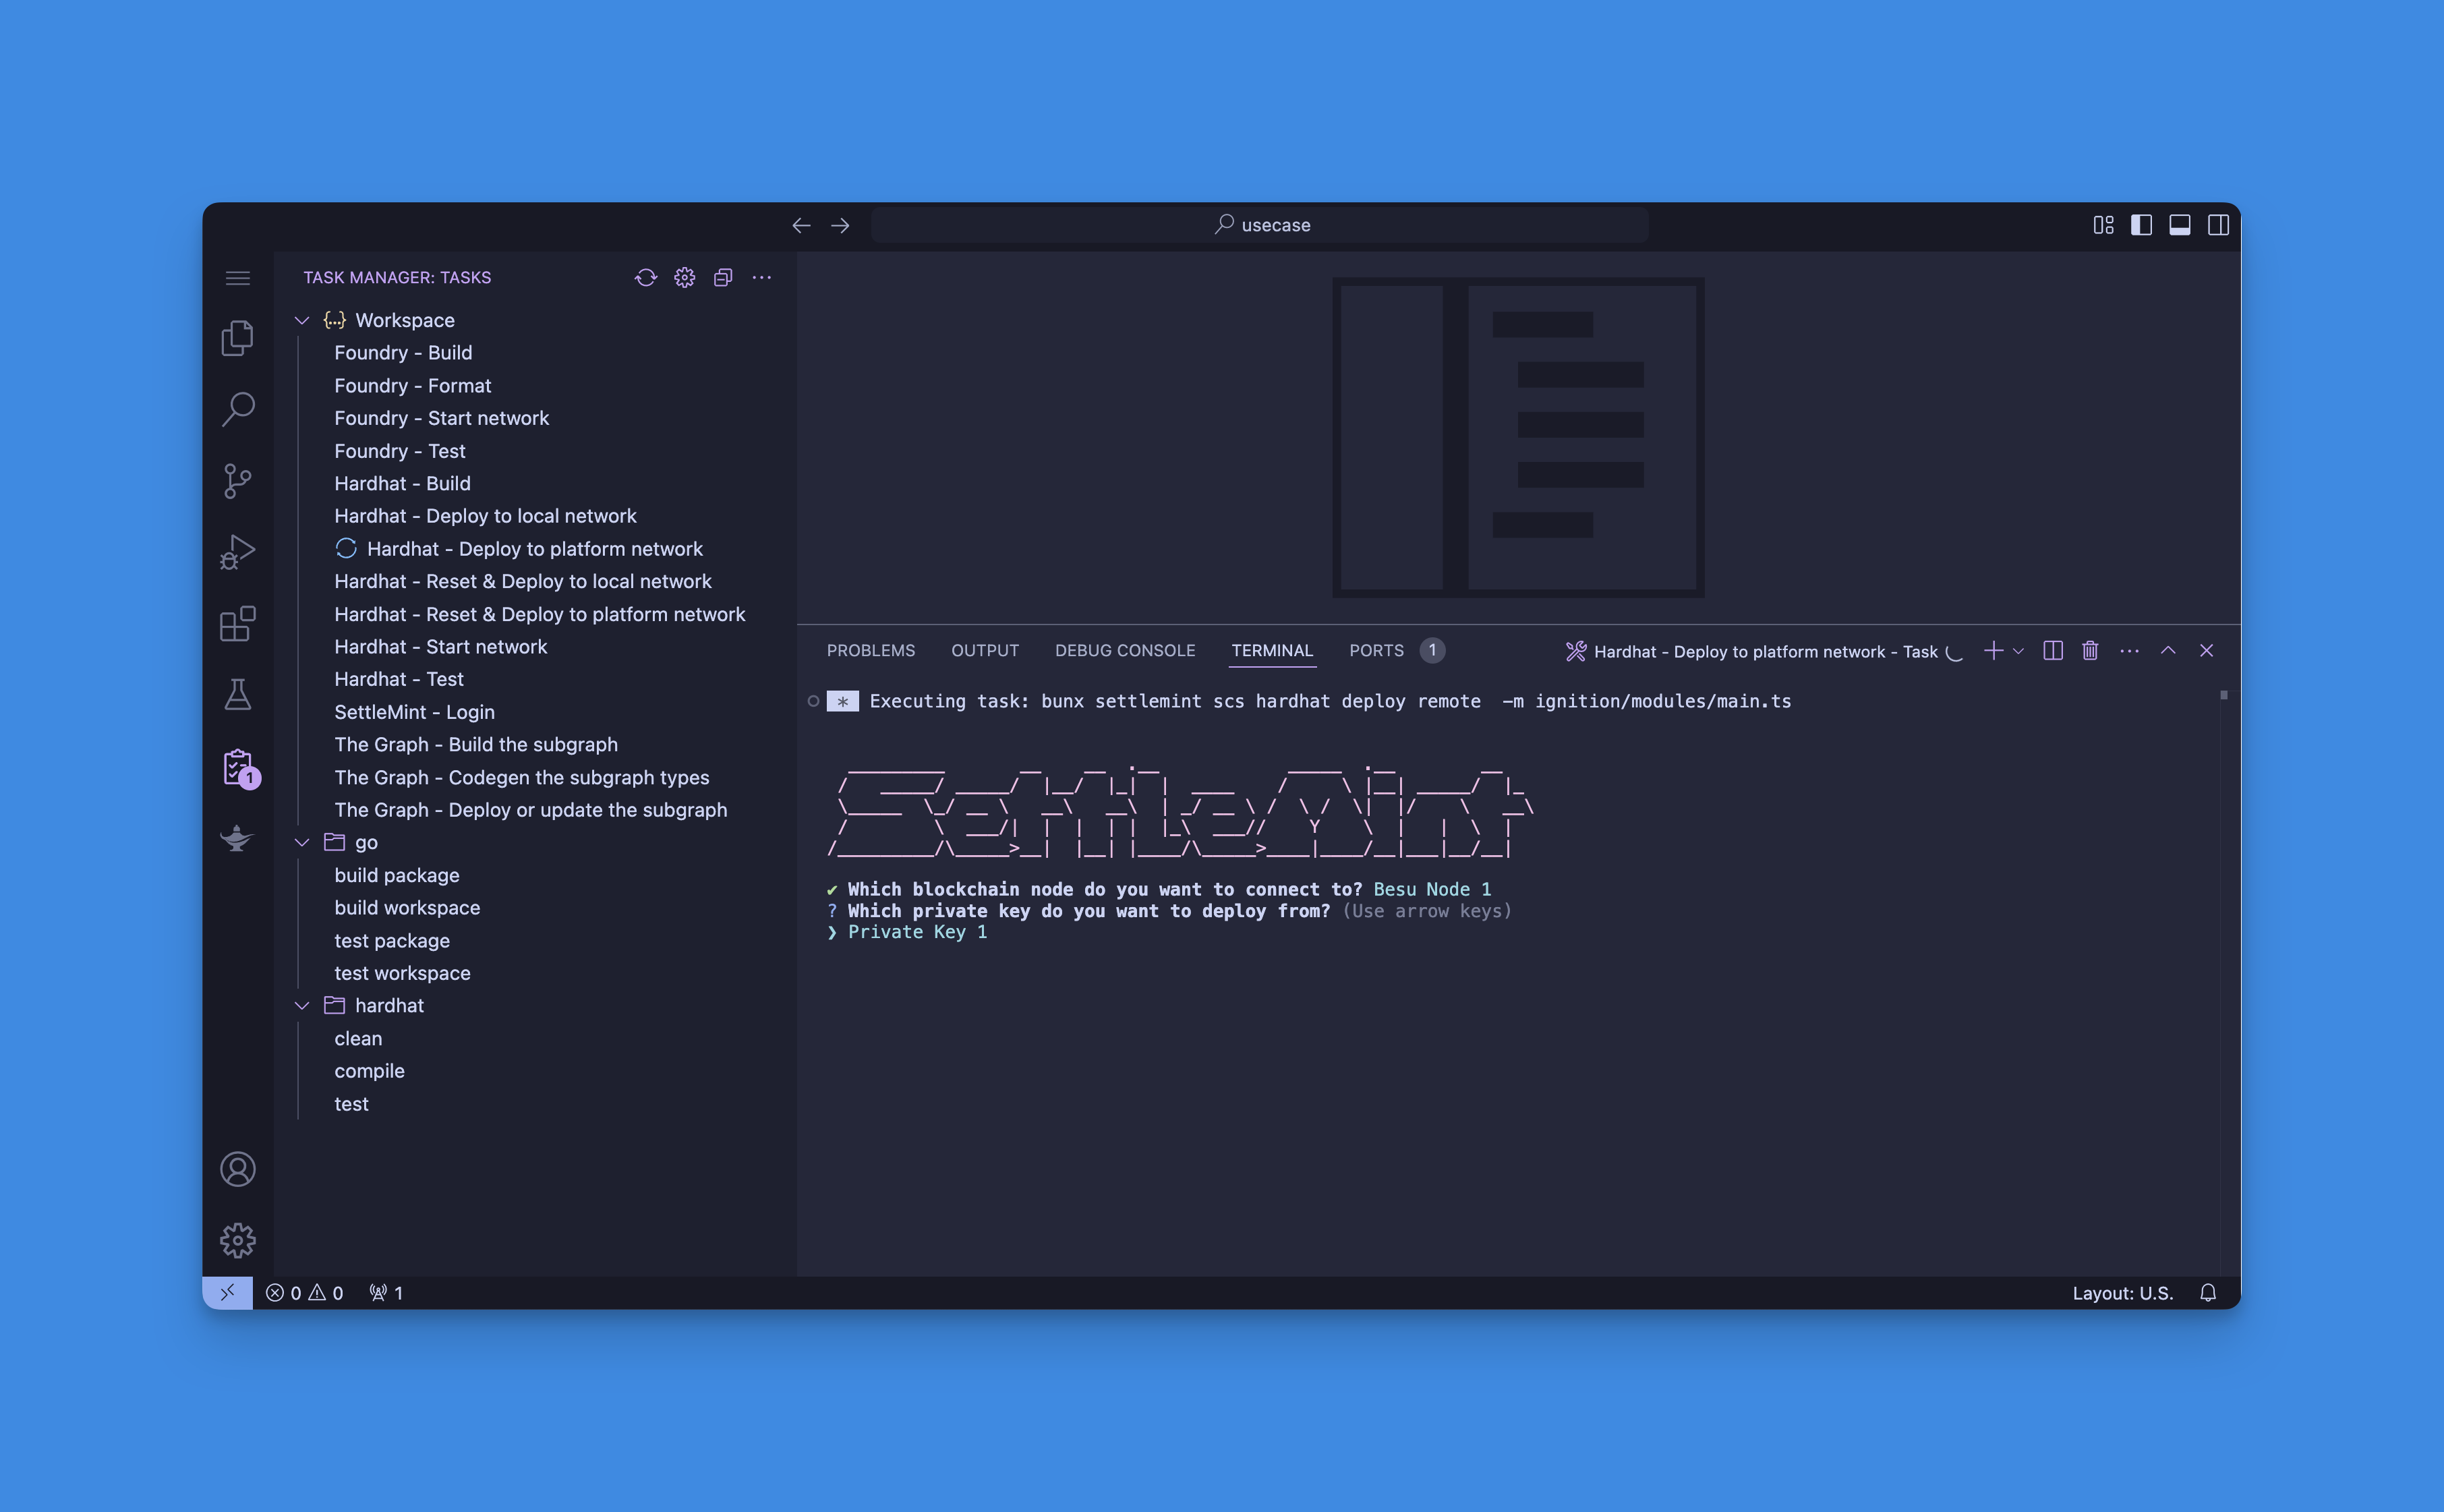 usecase
TASK MANAGER: TASKS
Workspace
Foundry - Build
Foundry - Format
Foundry - Start network
Foundry - Test
Hardhat - Build
Hardhat - Deploy to local network
Hardhat - Deploy to platform network
Hardhat - Reset & Deploy to local network
Hardhat - Reset & Deploy to platform network
Hardhat - Start network
Hardhat - Test
SettleMint - Login
The Graph - Build the subgraph
The Graph - Codegen the subgraph types
The Graph - Deploy or update the subgraph
go
build package
build workspace
test package
test workspace
hardhat
clean
compile
test
1
PROBLEMS OUTPUT DEBUG CONSOLE TERMINAL PORTS 1 Hardhat - Deploy to platform network - Task
* Executing task: bunx settlemint scs hardhat deploy remote  -m ignition/modules/main.ts
SettleMint
✔ Which blockchain node do you want to connect to? Besu Node 1
? Which private key do you want to deploy from? (Use arrow keys)
❯ Private Key 1
0 0 1
Layout: U.S.